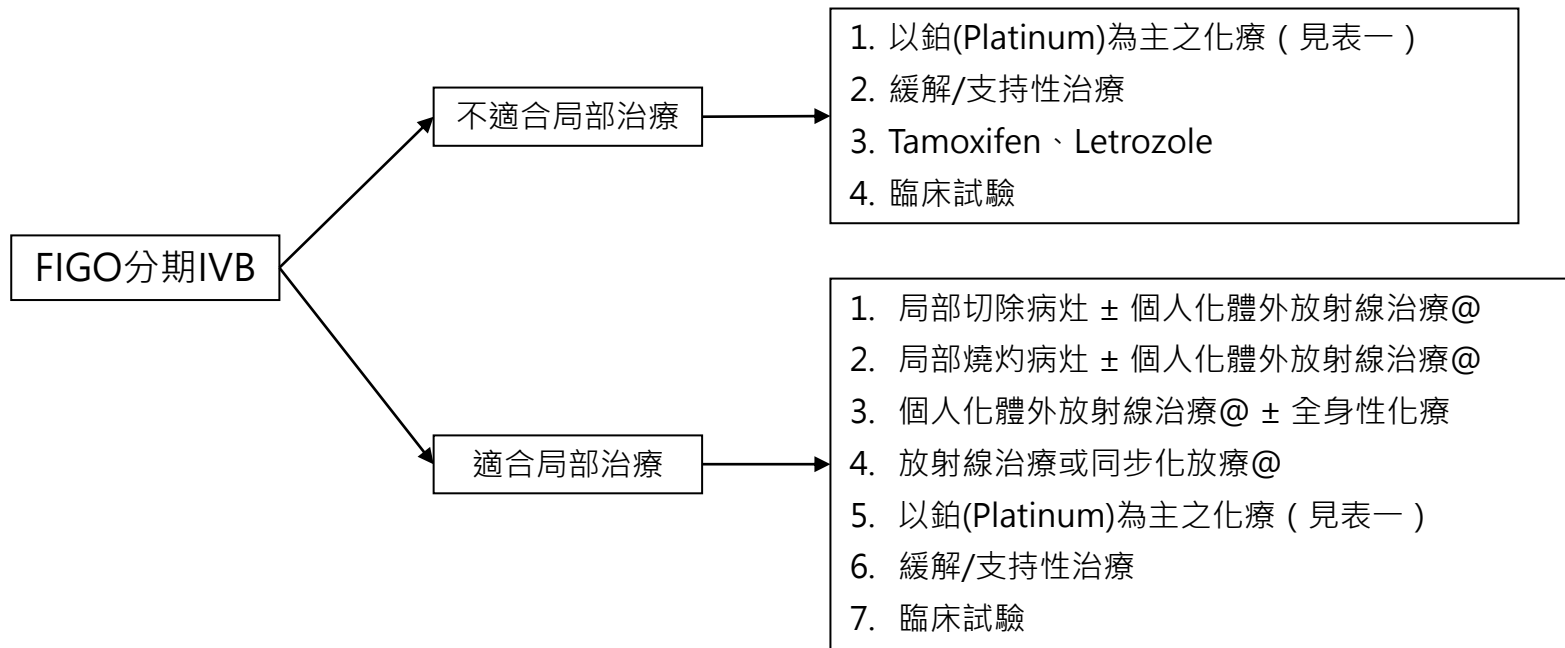 FIGO分期IVB
不適合局部治療
1. 以鉑(Platinum)為主之化療（見表一）
2. 緩解/支持性治療
3. Tamoxifen、Letrozole
4. 臨床試驗
適合局部治療
1. 局部切除病灶 ± 個人化體外放射線治療@
2. 局部燒灼病灶 ± 個人化體外放射線治療@
3. 個人化體外放射線治療@ ± 全身性化療
4. 放射線治療或同步化放療@
5. 以鉑(Platinum)為主之化療（見表一）
6. 緩解/支持性治療
7. 臨床試驗